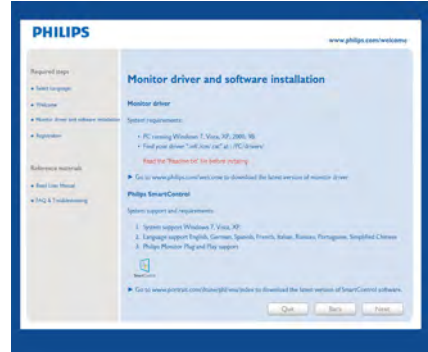 PHILIPS
www.philips.com/welcome
Required steps
Select language
Welcome
Monitor driver and software installation
Registration
Reference materials
Read User Manual
FAQ & Troubleshooting
Monitor driver and software installation
Monitor driver
System requirements:
PC running Windows 7, Vista, XP, 2000, 98
Find your driver ".inf/.icm/.cat" at : /PC/drivers/
Read the "Readme.txt" file before installing.
Go to www.philips.com/welcome to download the latest version of monitor driver.
Philips SmartControl
System support and requirements:
1. System support Windows 7, Vista, XP
2. Language support English, German, Spanish, French, Italian, Russian, Portuguese, Simplified Chinese
3. Philips Monitor Plug and Play support
SmartControl
Go to www.portrait.com/dtune/phl/enu/index to download the latest version of SmartControl software.
Quit
Back
Next